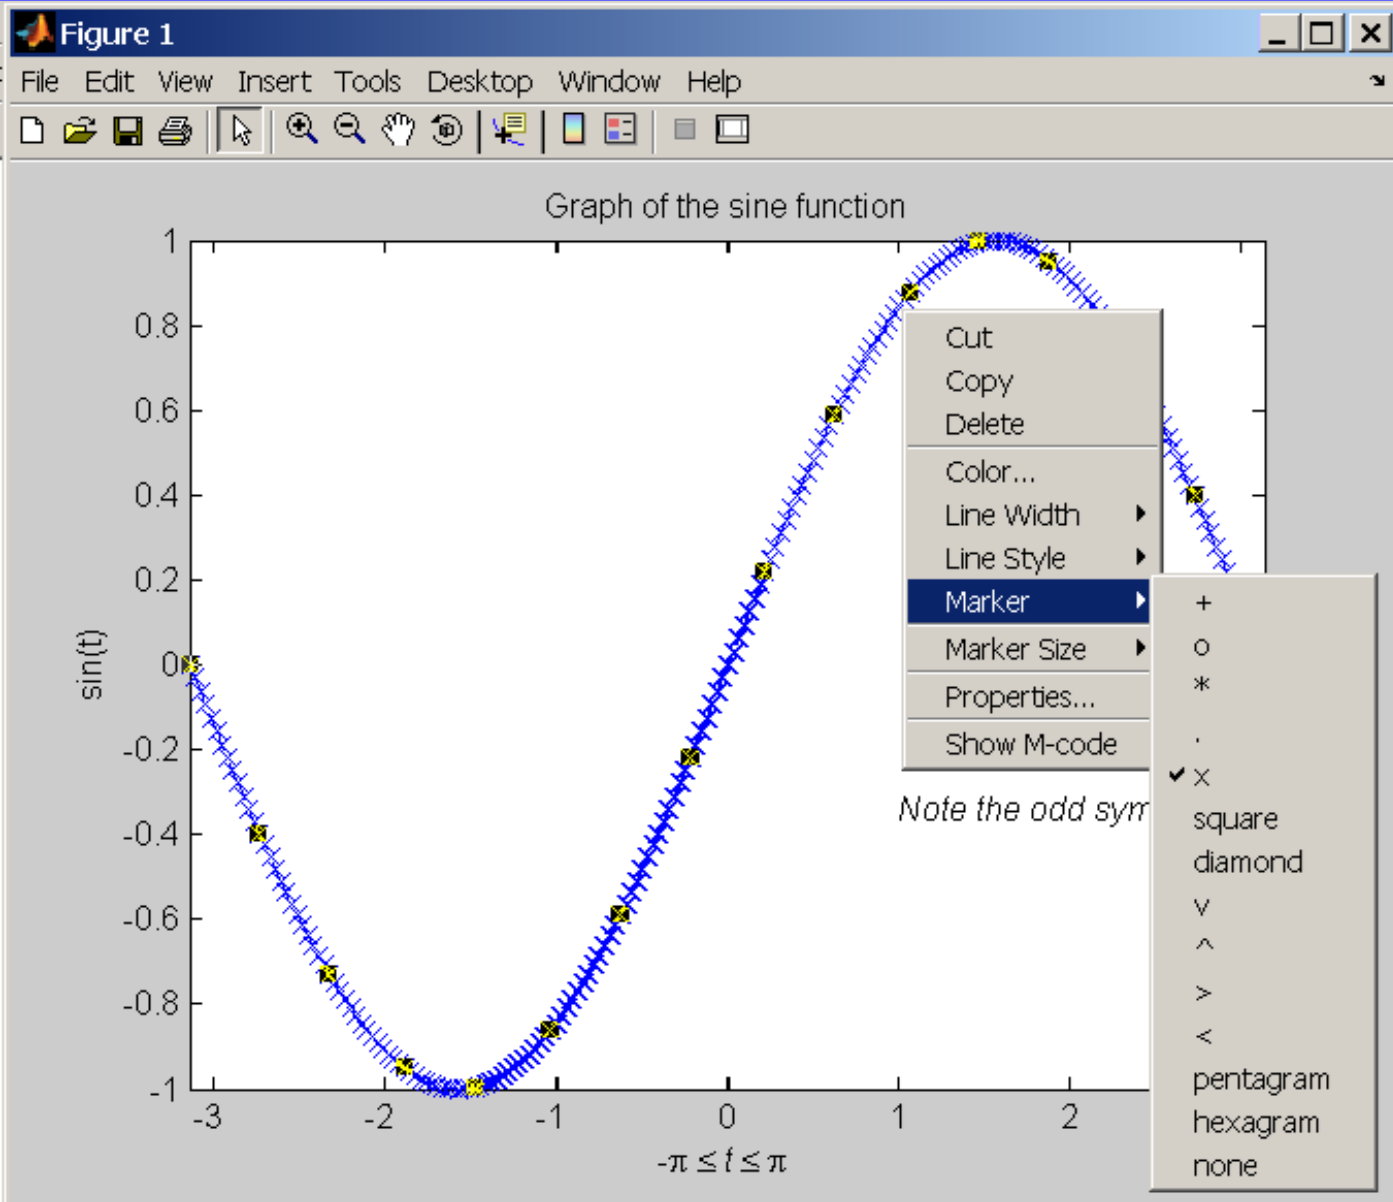 Figure 1
File Edit View Insert Tools Desktop Window Help
Graph of the sine function
1
0.8
0.6
0.4
0.2
0
-0.2
-0.4
-0.6
-0.8
-1
sin(t)
-3 -2 -1 0 1 2
-π ≤ t ≤ π
Note the odd sym
Cut
Copy
Delete
Color...
Line Width
Line Style
Marker
Marker Size
Properties...
Show M-code
+
o
*
.
x
square
diamond
v
^
>
<
pentagram
hexagram
none